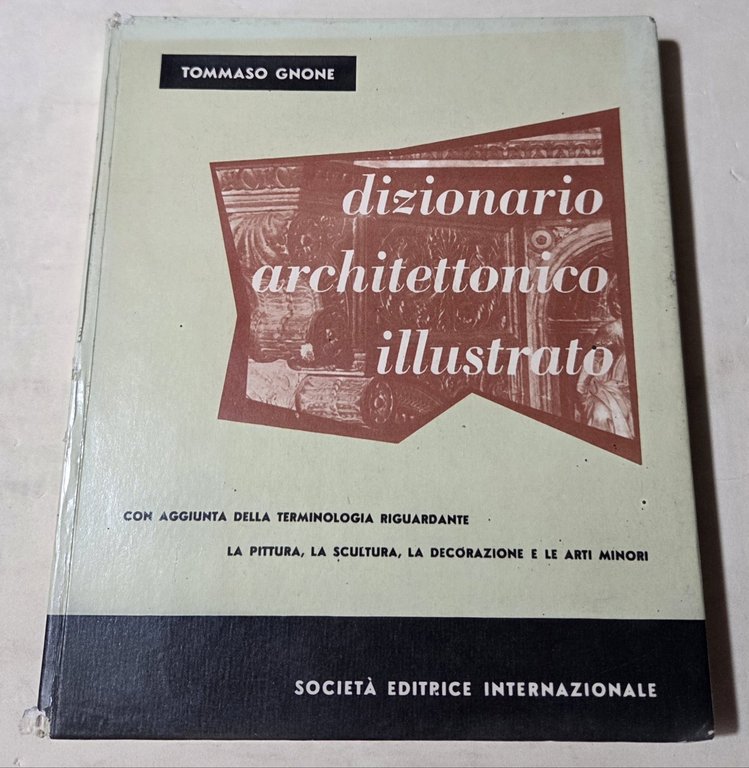 TOMMASO GNONE
dizionario
architettonico
illustrato
CON AGGIUNTA DELLA TERMINOLOGIA RIGUARDANTE
LA PITTURA, LA SCULTURA, LA DECORAZIONE E LE ARTI MINORI
SOCIETÀ EDITRICE INTERNAZIONALE